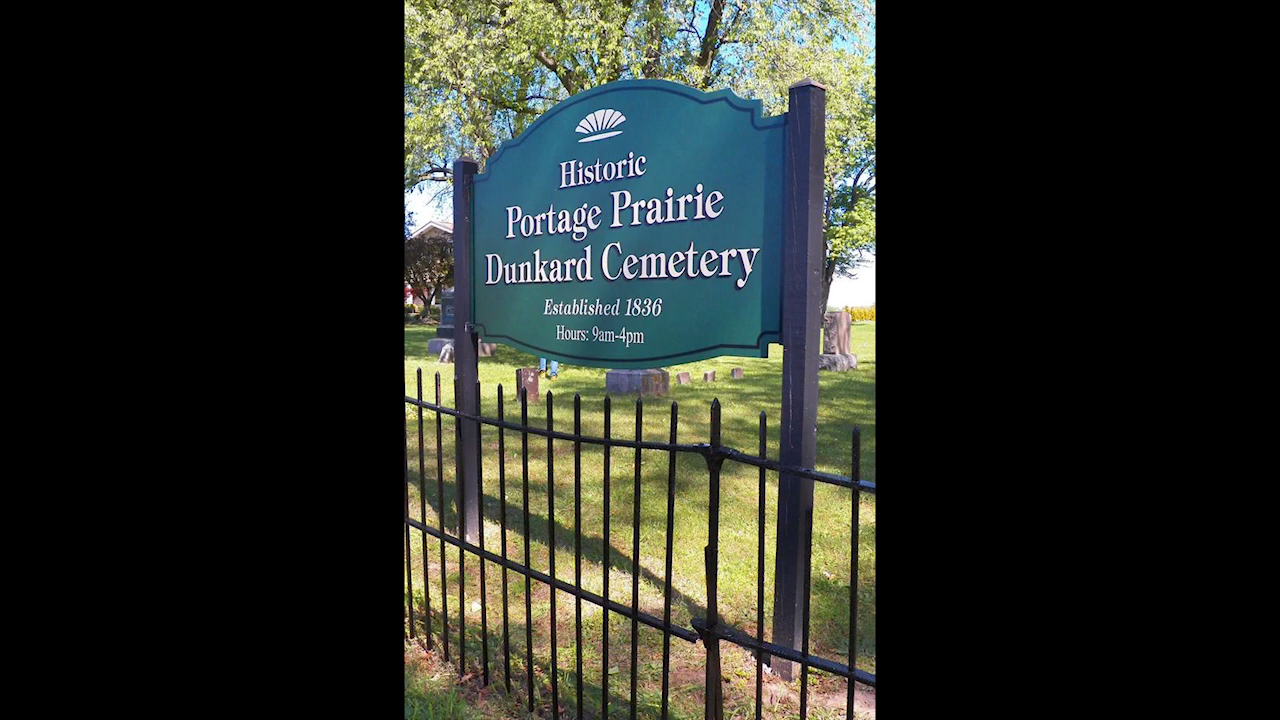 Historic
Portage Prairie
Dunkard Cemetery
Established 1836
Hours: 9am-4pm